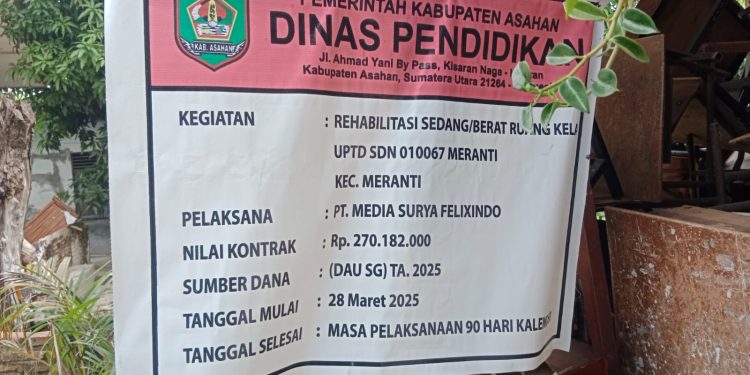 PEMERINTAH KABUPATEN ASAHAN
DINAS PENDIDIKAN
Jl. Ahmad Yani By Pass, Kisaran Naga -
Kabupaten Asahan, Sumatera Utara 21264 -
KAB. ASAHAN
KEGIATAN : REHABILITASI SEDANG/BERAT RUANG KELA
UPTD SDN 010067 MERANTI
KEC. MERANTI
PELAKSANA : PT. MEDIA SURYA FELIXINDO
NILAI KONTRAK : Rp. 270.182.000
SUMBER DANA : (DAU SG) TA. 2025
TANGGAL MULAI : 28 Maret 2025
TANGGAL SELESAI : MASA PELAKSANAAN 90 HARI KALENDER